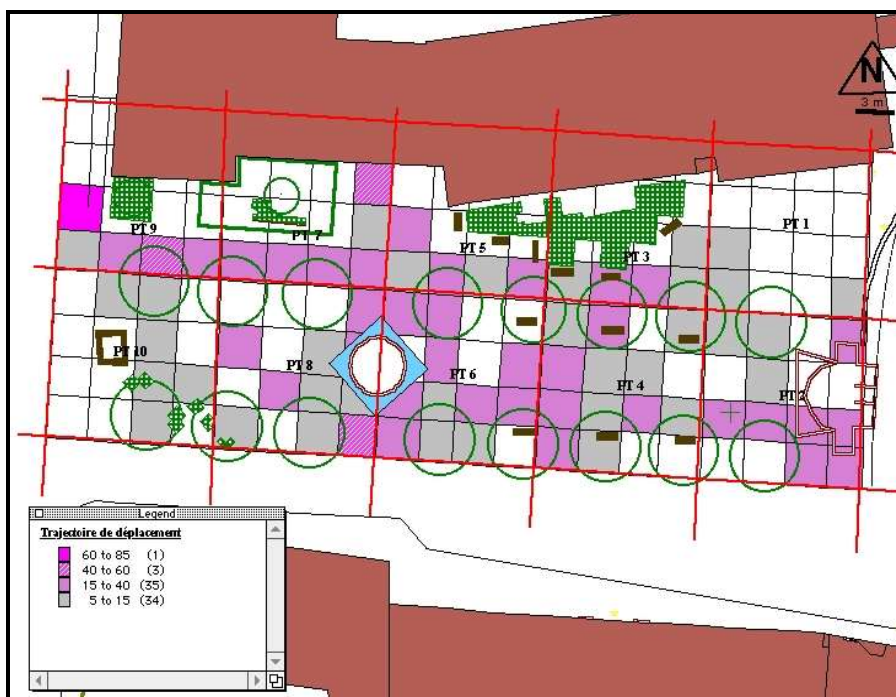 N
3 m
PT 1
PT 9
PT 7
PT 5
PT 3
PT 10
PT 8
PT 6
PT 4
PT 2
Legend
Trajectoire de déplacement
60 to 85 (1)
40 to 60 (3)
15 to 40 (35)
5 to 15 (34)